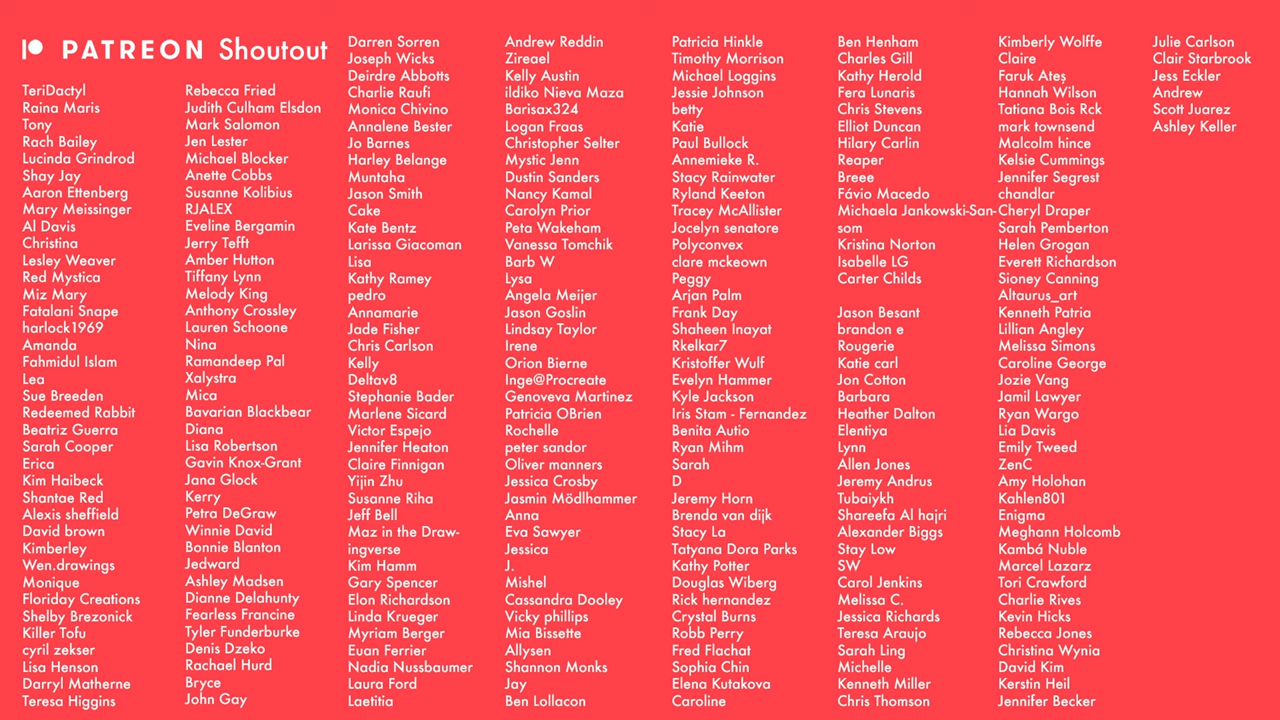 PATREON Shoutout
TeriDactyl
Raina Maris
Tony
Rach Bailey
Lucinda Grindrod
Shay Jay
Aaron Ettenberg
Mary Meissinger
Al Davis
Christina
Lesley Weaver
Red Mystica
Miz Mary
Fatalani Snape
harlock1969
Amanda
Fahmidul Islam
Lea
Sue Breeden
Redeemed Rabbit
Beatriz Guerra
Sarah Cooper
Erica
Kim Haibeck
Shantae Red
Alexis sheffield
David brown
Kimberley
Wen.drawings
Monique
Floriday Creations
Shelby Brezonick
Killer Tofu
cyril zekser
Lisa Henson
Darryl Matherne
Teresa Higgins
Rebecca Fried
Judith Culham Elsdon
Mark Salomon
Jen Lester
Michael Blocker
Anette Cobbs
Susanne Kolibius
RJALEX
Eveline Bergamin
Jerry Tefft
Amber Hutton
Tiffany Lynn
Melody King
Anthony Crossley
Lauren Schoone
Nina
Ramandeep Pal
Xalystra
Mica
Bavarian Blackbear
Diana
Lisa Robertson
Gavin Knox-Grant
Jana Glock
Kerry
Petra DeGraw
Winnie David
Bonnie Blanton
Jedward
Ashley Madsen
Dianne Delahunty
Fearless Francine
Tyler Funderburke
Denis Dzeko
Rachael Hurd
Bryce
John Gay
Darren Sorren
Joseph Wicks
Deirdre Abbotts
Charlie Raufi
Monica Chivino
Annalene Bester
Jo Barnes
Harley Belange
Muntaha
Jason Smith
Cake
Kate Bentz
Larissa Giacoman
Lisa
Kathy Ramey
pedro
Annamarie
Jade Fisher
Chris Carlson
Kelly
Deltav8
Stephanie Bader
Marlene Sicard
Victor Espejo
Jennifer Heaton
Claire Finnigan
Yijin Zhu
Susanne Riha
Jeff Bell
Maz in the Draw-
ingverse
Kim Hamm
Gary Spencer
Elon Richardson
Linda Krueger
Myriam Berger
Euan Ferrier
Nadia Nussbaumer
Laura Ford
Laetitia
Andrew Reddin
Zireael
Kelly Austin
ildiko Nieva Maza
Barisax324
Logan Fraas
Christopher Selter
Mystic Jenn
Dustin Sanders
Nancy Kamal
Carolyn Prior
Peta Wakeham
Vanessa Tomchik
Barb W
Lysa
Angela Meijer
Jason Goslin
Lindsay Taylor
Irene
Orion Bierne
Inge@Procreate
Genoveva Martinez
Patricia OBrien
Rochelle
peter sandor
Oliver manners
Jessica Crosby
Jasmin Mödlhammer
Anna
Eva Sawyer
Jessica
J.
Mishel
Cassandra Dooley
Vicky phillips
Mia Bissette
Allysen
Shannon Monks
Jay
Ben Lollacon
Patricia Hinkle
Timothy Morrison
Michael Loggins
Jessie Johnson
betty
Katie
Paul Bullock
Annemieke R.
Stacy Rainwater
Ryland Keeton
Tracey McAllister
Jocelyn senatore
Polyconvex
clare mckeown
Peggy
Arjan Palm
Frank Day
Shaheen Inayat
Rkelkar7
Kristoffer Wulf
Evelyn Hammer
Kyle Jackson
Iris Stam - Fernandez
Benita Autio
Ryan Mihm
Sarah
D
Jeremy Horn
Brenda van dijk
Stacy La
Tatyana Dora Parks
Kathy Potter
Douglas Wiberg
Rick hernandez
Crystal Burns
Robb Perry
Fred Flachat
Sophia Chin
Elena Kutakova
Caroline
Ben Henham
Charles Gill
Kathy Herold
Fera Lunaris
Chris Stevens
Elliot Duncan
Hilary Carlin
Reaper
Breee
Fávio Macedo
Michaela Jankowski-San-
som
Kristina Norton
Isabelle LG
Carter Childs
Jason Besant
brandon e
Rougerie
Katie carl
Jon Cotton
Barbara
Heather Dalton
Elentiya
Lynn
Allen Jones
Jeremy Andrus
Tubaiykh
Shareefa Al hajri
Alexander Biggs
Stay Low
SW
Carol Jenkins
Melissa C.
Jessica Richards
Teresa Araujo
Sarah Ling
Michelle
Kenneth Miller
Chris Thomson
Kimberly Wolffe
Claire
Faruk Ateş
Hannah Wilson
Tatiana Bois Rck
mark townsend
Malcolm hince
Kelsie Cummings
Jennifer Segrest
chandlar
Cheryl Draper
Sarah Pemberton
Helen Grogan
Everett Richardson
Sioney Canning
Altaurus_art
Kenneth Patria
Lillian Angley
Melissa Simons
Caroline George
Jozie Vang
Jamil Lawyer
Ryan Wargo
Lia Davis
Emily Tweed
ZenC
Amy Holohan
Kahlen801
Enigma
Meghann Holcomb
Kambá Nuble
Marcel Lazarz
Tori Crawford
Charlie Rives
Kevin Hicks
Rebecca Jones
Christina Wynia
David Kim
Kerstin Heil
Jennifer Becker
Julie Carlson
Clair Starbrook
Jess Eckler
Andrew
Scott Juarez
Ashley Keller